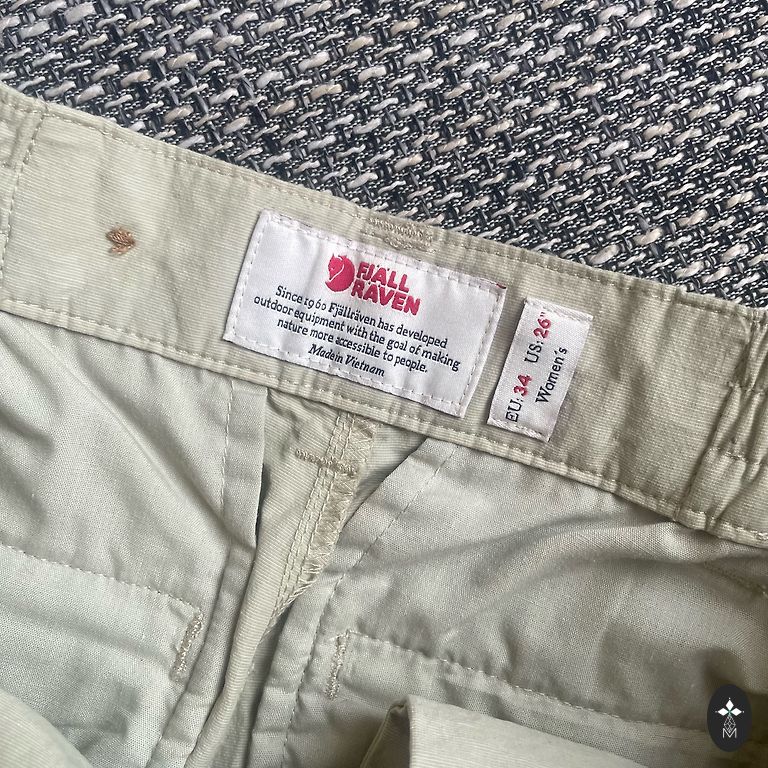 FJÄLL
RÄVEN
Since 1960 Fjällräven has developed
outdoor equipment with the goal of making
nature more accessible to people.
Made in Vietnam
EU: 34 US: 26"
Women's
M